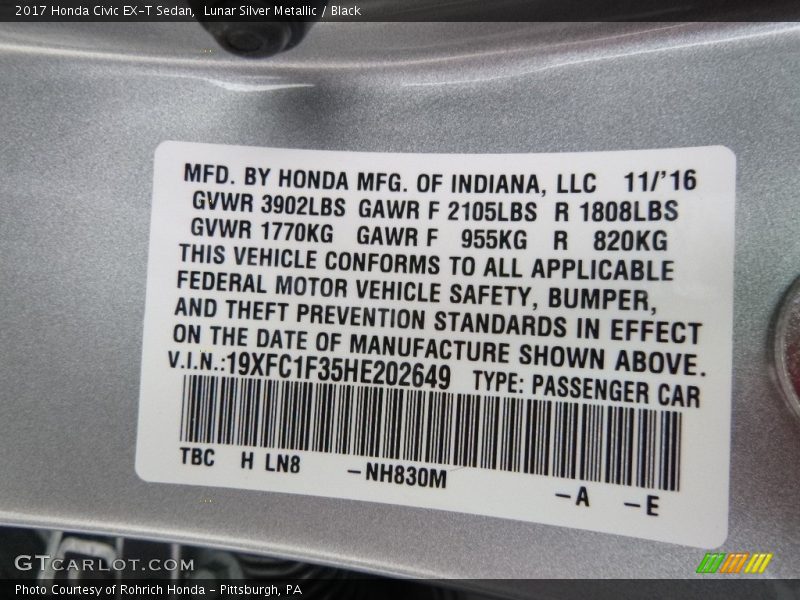 2017 Honda Civic EX-T Sedan, Lunar Silver Metallic / Black
MFD. BY HONDA MFG. OF INDIANA, LLC 11/'16
GVWR 3902LBS GAWR F 2105LBS R 1808LBS
GVWR 1770KG GAWR F 955KG R 820KG
THIS VEHICLE CONFORMS TO ALL APPLICABLE
FEDERAL MOTOR VEHICLE SAFETY, BUMPER,
AND THEFT PREVENTION STANDARDS IN EFFECT
ON THE DATE OF MANUFACTURE SHOWN ABOVE.
V.I.N.:19XFC1F35HE202649 TYPE: PASSENGER CAR
TBC H LN8 -NH830M -A -E
GTCARLOT.COM
Photo Courtesy of Rohrich Honda - Pittsburgh, PA